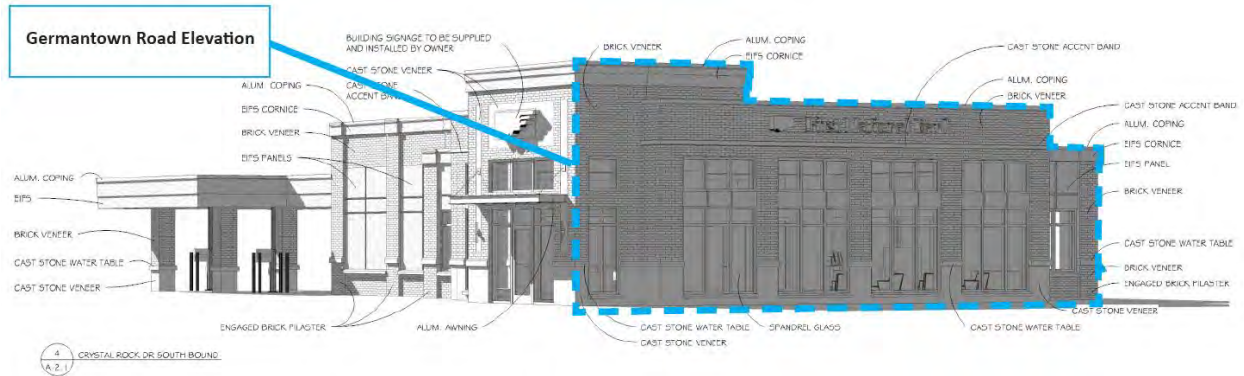 Germantown Road Elevation
BUILDING SIGNAGE TO BE SUPPLIED
AND INSTALLED BY OWNER
CAST STONE VENEER
CAST STONE
ACCENT BAND
ALUM. COPING
EIFS CORNICE
BRICK VENEER
EIFS PANELS
ALUM. COPING
EIFS
BRICK VENEER
CAST STONE WATER TABLE
CAST STONE VENEER
ENGAGED BRICK PILASTER
ALUM. AWNING
BRICK VENEER
ALUM. COPING
EIFS CORNICE
CAST STONE ACCENT BAND
ALUM. COPING
BRICK VENEER
CAST STONE ACCENT BAND
ALUM. COPING
EIFS CORNICE
EIFS PANEL
BRICK VENEER
CAST STONE WATER TABLE
BRICK VENEER
ENGAGED BRICK PILASTER
CAST STONE VENEER
CAST STONE WATER TABLE
CAST STONE VENEER
SPANDREL GLASS
CAST STONE WATER TABLE
4
A-2.1
CRYSTAL ROCK DR SOUTH BOUND